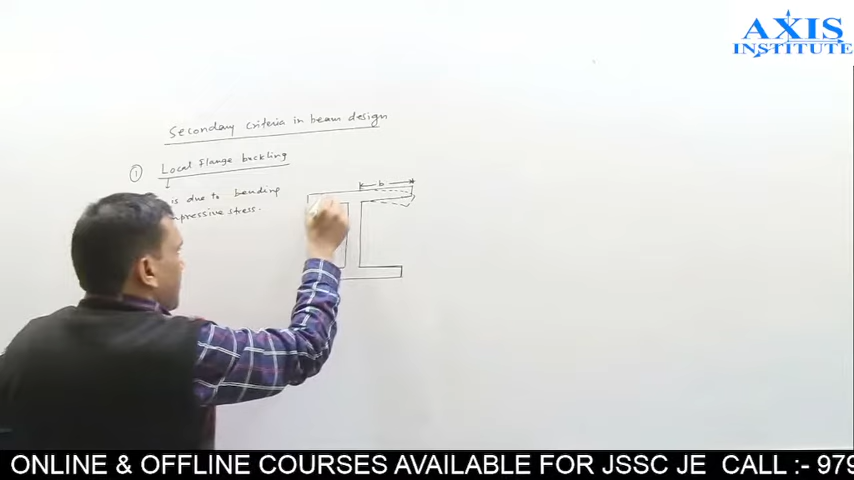 AXIS
INSTITUTE
Secondary criteria in beam design
① Local flange buckling
is due to bending
mpressive stress.
b
ONLINE & OFFLINE COURSES AVAILABLE FOR JSSC JE CALL :- 979